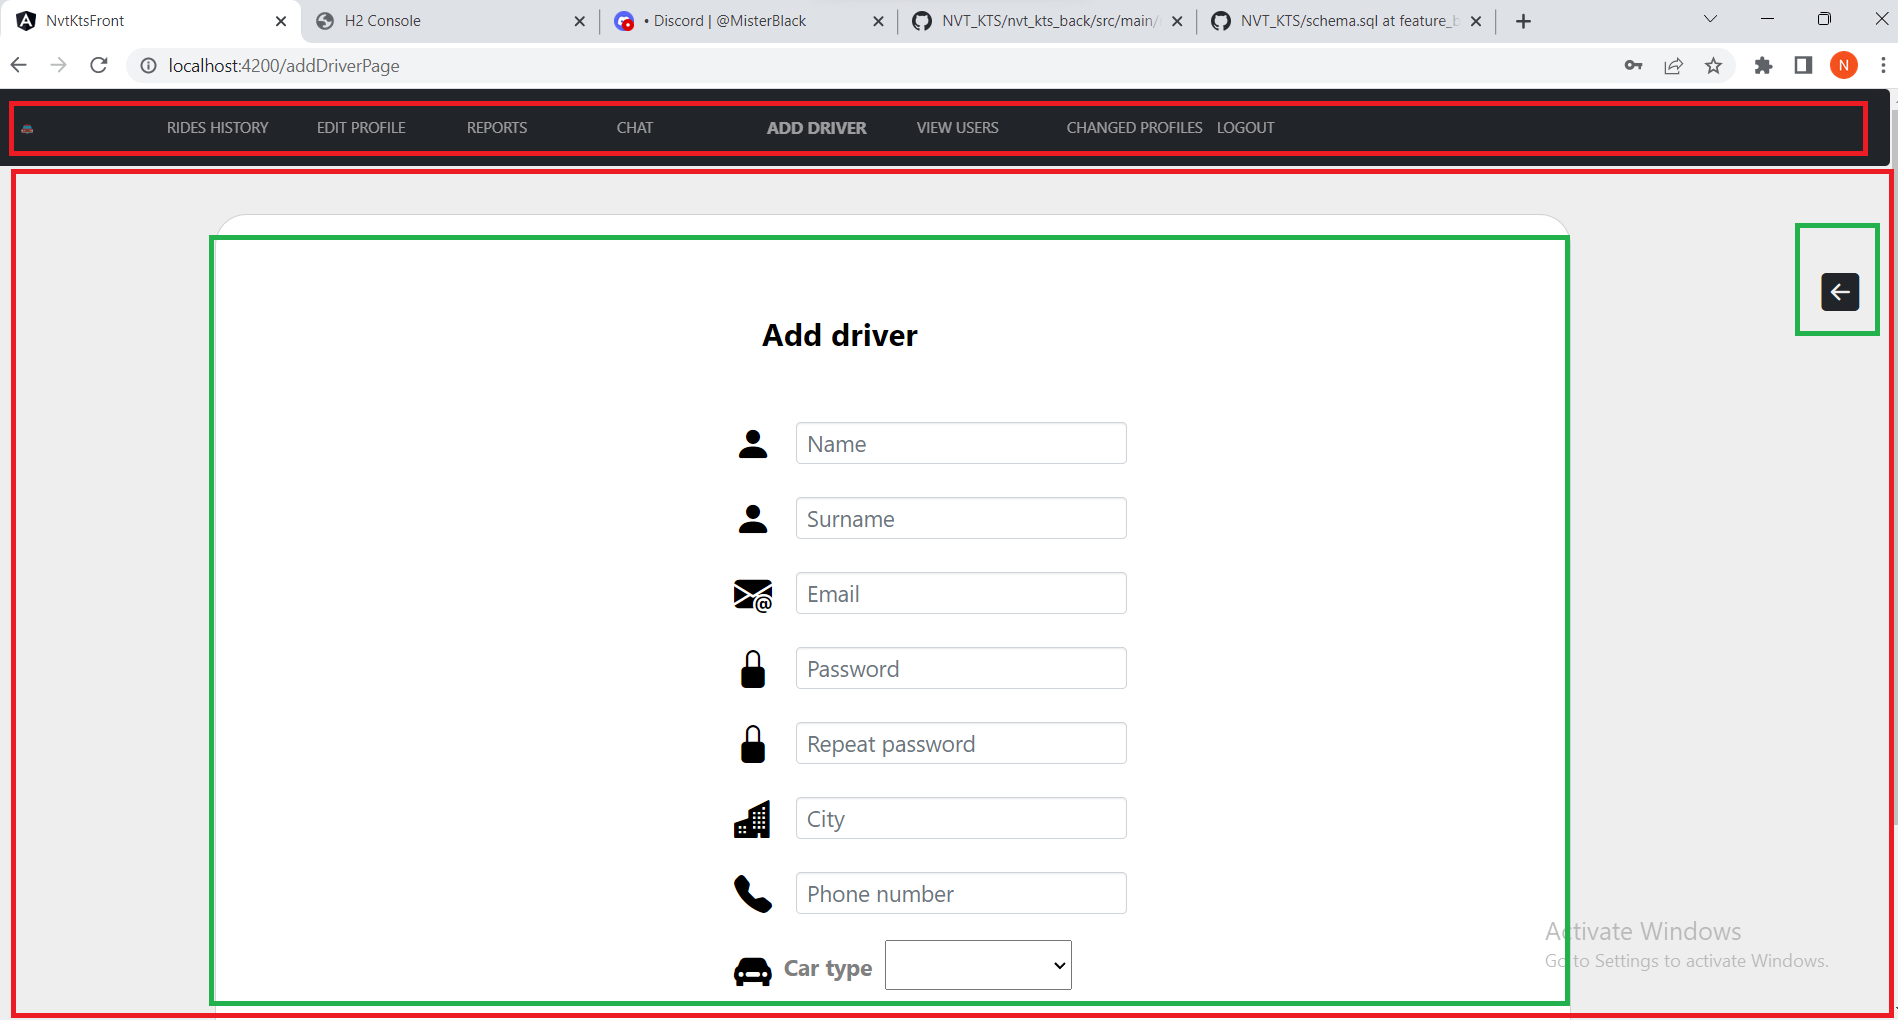 NvtKtsFront
H2 Console
• Discord | @MisterBlack
NVT_KTS/nvt_kts_back/src/main/
NVT_KTS/schema.sql at feature_b
localhost:4200/addDriverPage
N
RIDES HISTORY EDIT PROFILE REPORTS CHAT ADD DRIVER VIEW USERS CHANGED PROFILES LOGOUT
Add driver
Name
Surname
Email
Password
Repeat password
City
Phone number
Car type
Activate Windows
Go to Settings to activate Windows.